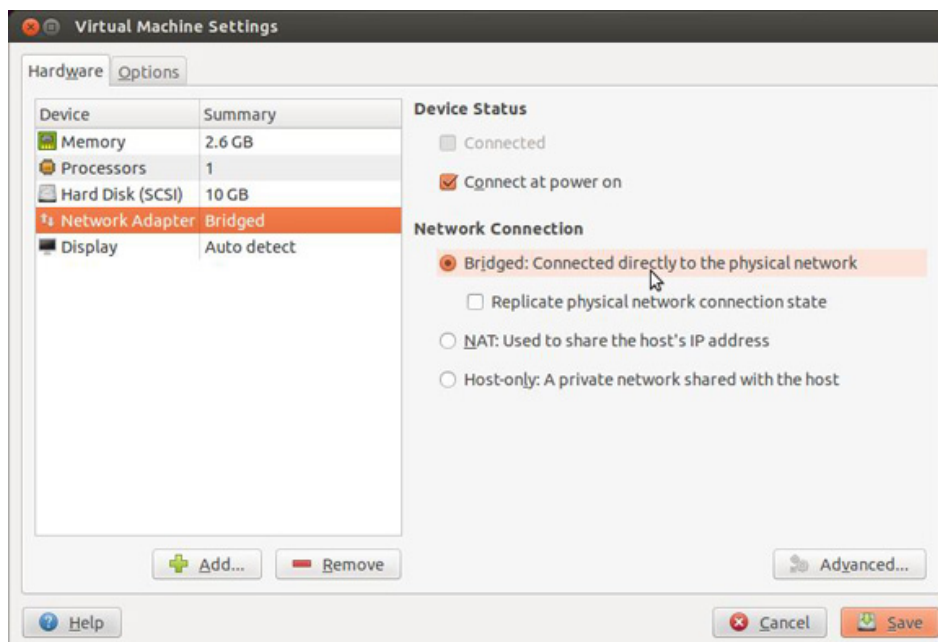 Virtual Machine Settings
Hardware Options
Device Summary
Memory 2.6 GB
Processors 1
Hard Disk (SCSI) 10 GB
Network Adapter Bridged
Display Auto detect
Device Status
Connected
Connect at power on
Network Connection
Bridged: Connected directly to the physical network
Replicate physical network connection state
NAT: Used to share the host's IP address
Host-only: A private network shared with the host
Add... Remove Advanced...
Help Cancel Save